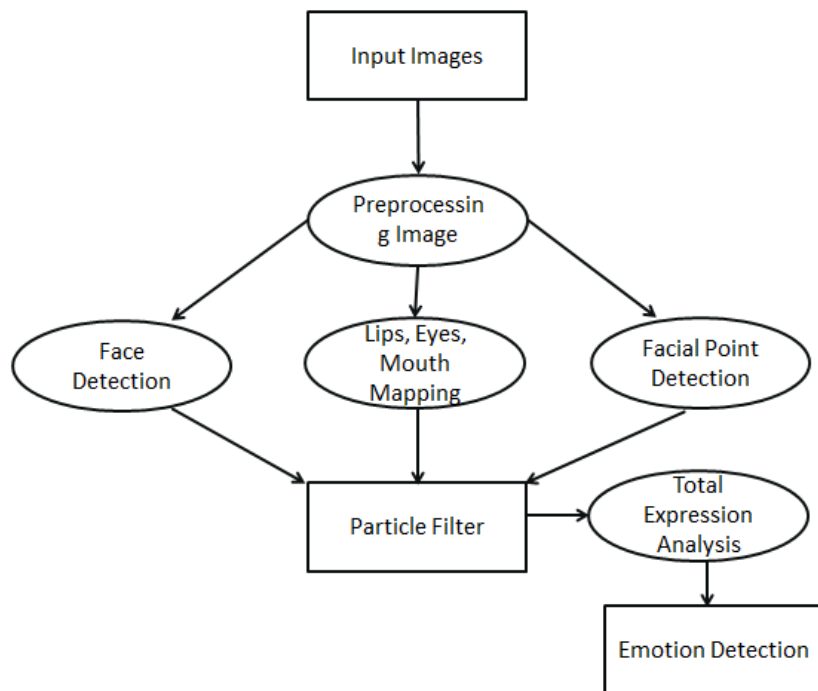 Input Images
Preprocessin
g Image
Face
Detection
Lips, Eyes,
Mouth
Mapping
Facial Point
Detection
Particle Filter
Total
Expression
Analysis
Emotion Detection